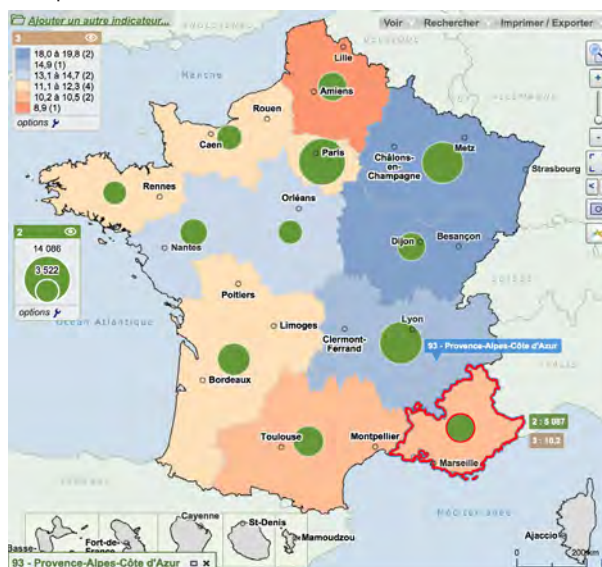 Ajouter un autre indicateur...
Voir
Rechercher
Imprimer / Exporter
3
18,0 à 19,8 (2)
14,9 (1)
13,1 à 14,7 (2)
11,1 à 12,3 (4)
10,2 à 10,5 (2)
8,9 (1)
options
Manche
Lille
Amiens
Rouen
Caen
Paris
Metz
Châlons-
en-
Champagne
Strasbourg
Rennes
Orléans
2
14 086
3 522
options
Nantes
Dijon
Besançon
Poitiers
Océan Atlantique
Limoges
Clermont-
Ferrand
Lyon
93 - Provence-Alpes-Côte d'Azur
Bordeaux
Toulouse
Montpellier
Marseille
2 : 5 087
3 : 10,2
Cayenne
St-Denis
Fort-de-
France
Mamoudzou
Basse-
Ajaccio
0
200 km
93 - Provence-Alpes-Côte d'Azur